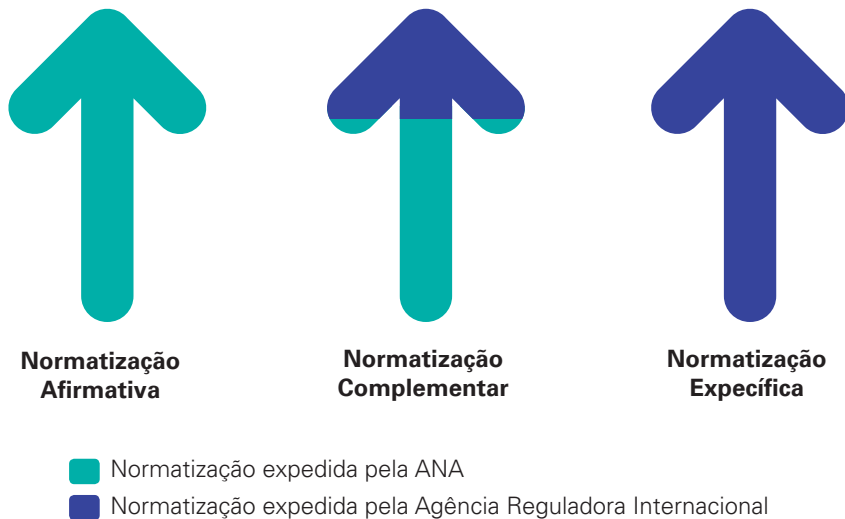 Normatização
Afirmativa
Normatização
Complementar
Normatização
Expecífica
Normatização expedida pela ANA
Normatização expedida pela Agência Reguladora Internacional